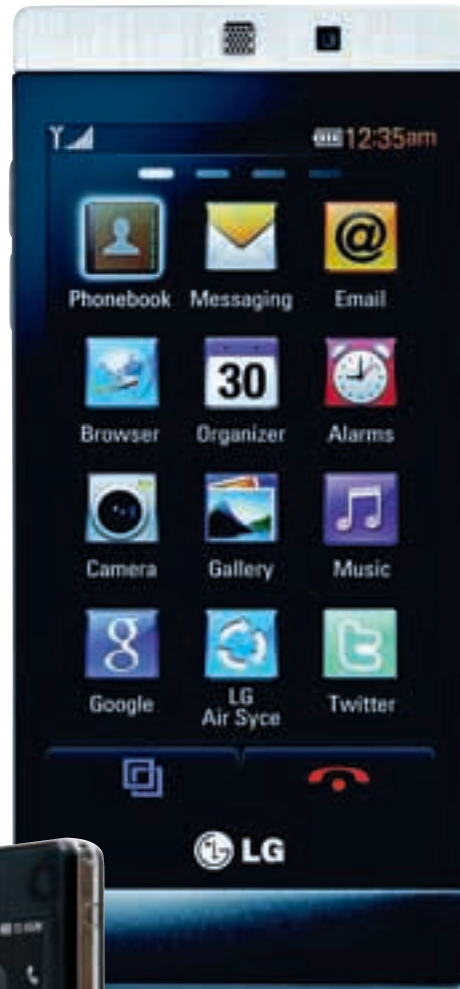 12:35am
Phonebook Messaging Email
@
30
Browser Organizer Alarms
Camera Gallery Music
g t
Google LG Air Syce Twitter
LG